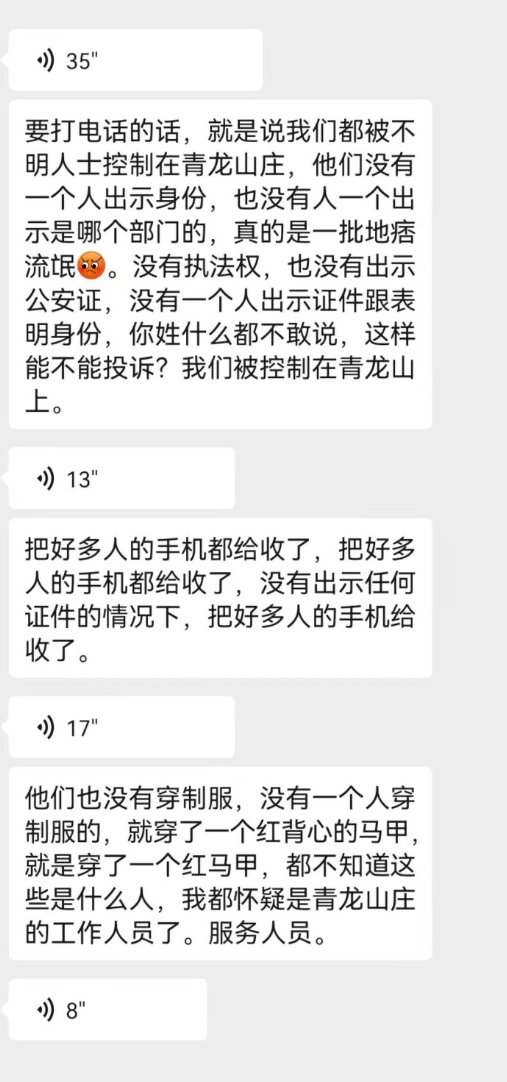 35"
要打电话的话，就是说我们都被不
明人士控制在青龙山庄，他们没有
一个人出示身份，也没有人一个出
示是哪个部门的，真的是一批地痞
流氓😡。没有执法权，也没有出示
公安证，没有一个人出示证件跟表
明身份，你姓什么都不敢说，这样
能不能投诉？我们被控制在青龙山
上。
13"
把好多人的手机都给收了，把好多
人的手机都给收了，没有出示任何
证件的情况下，把好多人的手机给
收了。
17"
他们也没有穿制服，没有一个人穿
制服的，就穿了一个红背心的马甲，
就是穿了一个红马甲，都不知道这
些是什么人，我都怀疑是青龙山庄
的工作人员了。服务人员。
8"